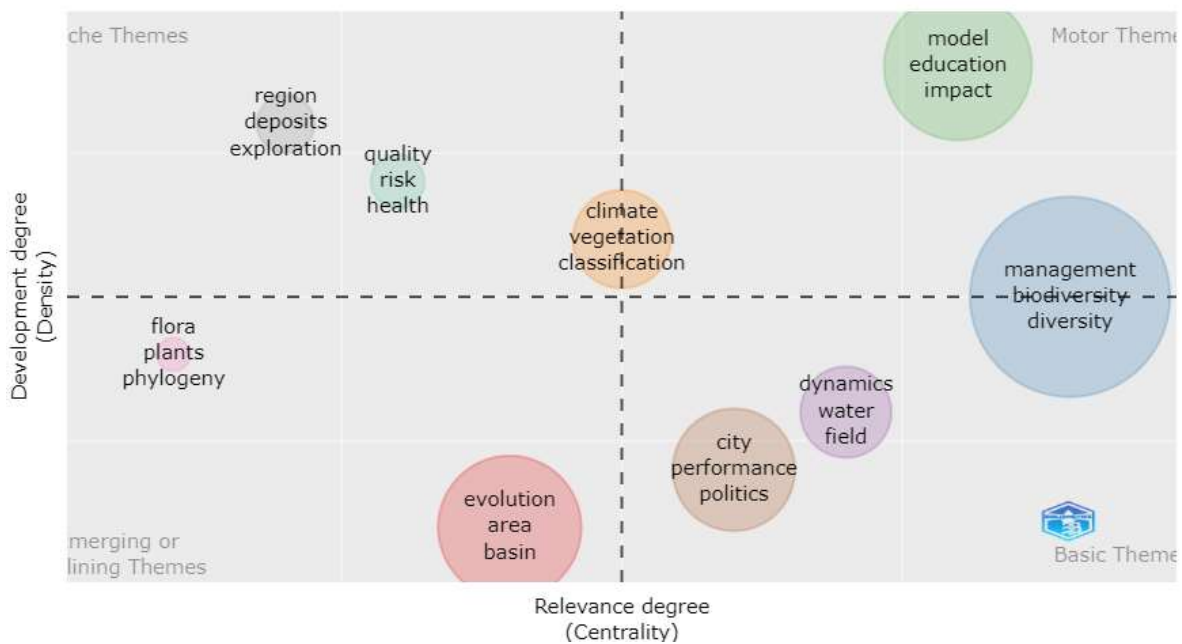 che Themes
Motor Theme
model
education
impact
region
deposits
exploration
quality
risk
health
climate
vegetation
classification
management
biodiversity
diversity
flora
plants
phylogeny
dynamics
water
field
city
performance
politics
evolution
area
basin
merging or
lining Themes
Basic Theme
Development degree
(Density)
Relevance degree
(Centrality)